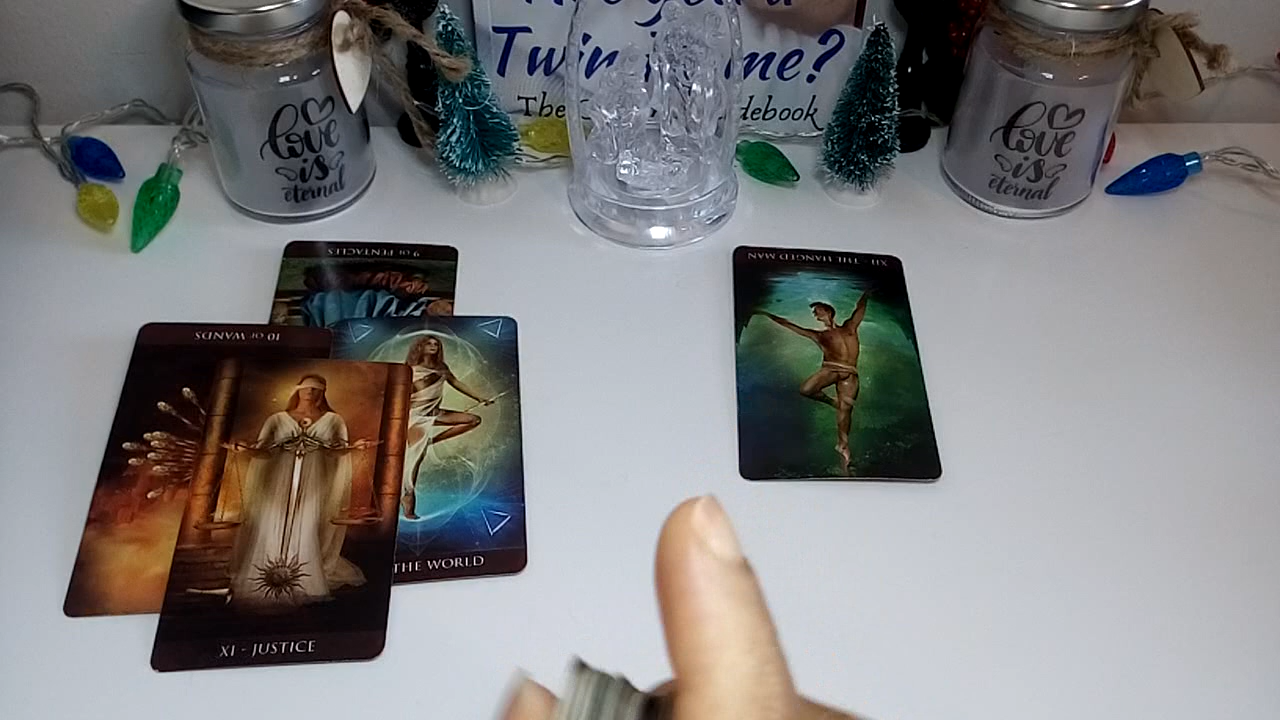 Twin
me?
The
debook
love
is
eternal
love
is
eternal
9 OF PENTACLES
XII - THE HANGED MAN
10 OF WANDS
THE WORLD
XI - JUSTICE